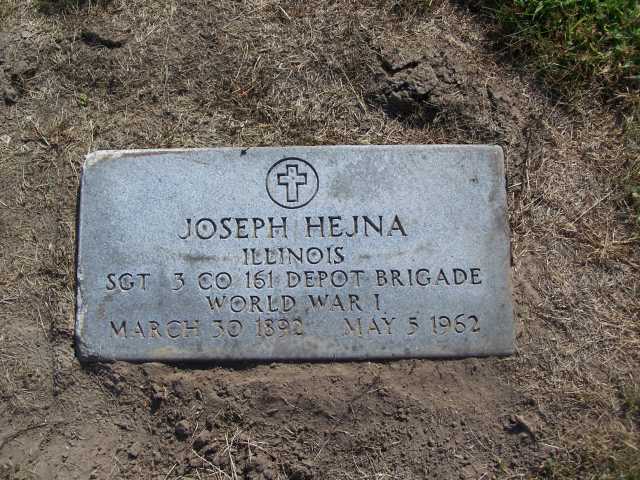 JOSEPH HEJNA
ILLINOIS
SGT 3 CO 161 DEPOT BRIGADE
WORLD WAR I
MARCH 30 1892 MAY 5 1962